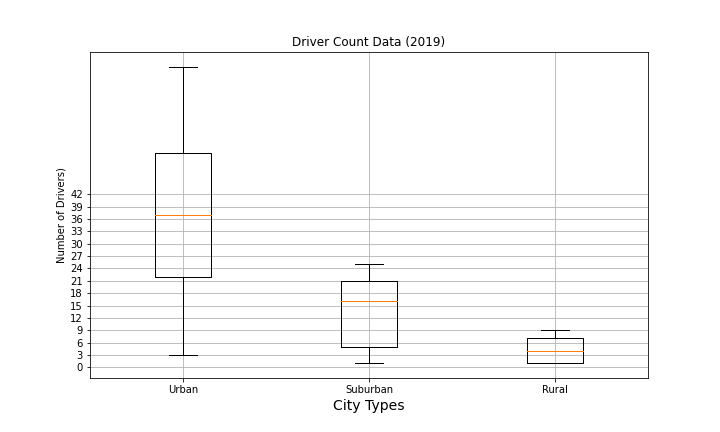 Driver Count Data (2019)
Number of Drivers)
42
39
36
33
30
27
24
21
18
15
12
9
6
3
0
Urban
Suburban
Rural
City Types